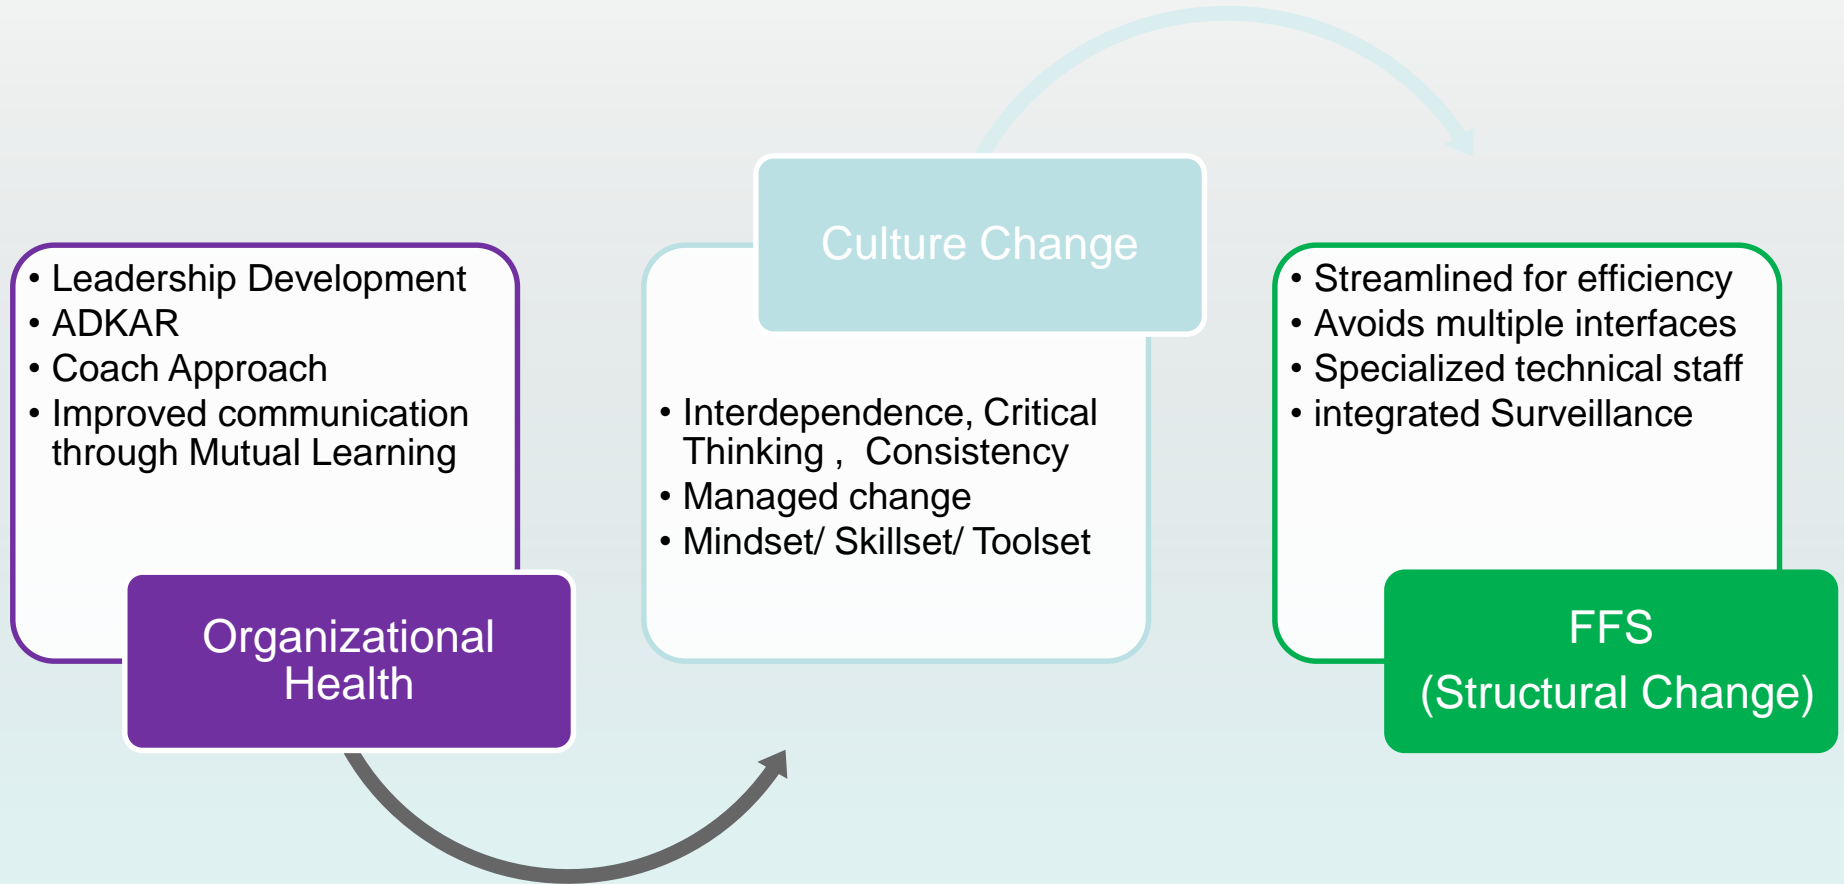 • Leadership Development
• ADKAR
• Coach Approach
• Improved communication
through Mutual Learning
Organizational
Health
Culture Change
• Interdependence, Critical
Thinking ,  Consistency
• Managed change
• Mindset/ Skillset/ Toolset
• Streamlined for efficiency
• Avoids multiple interfaces
• Specialized technical staff
• integrated Surveillance
FFS
(Structural Change)